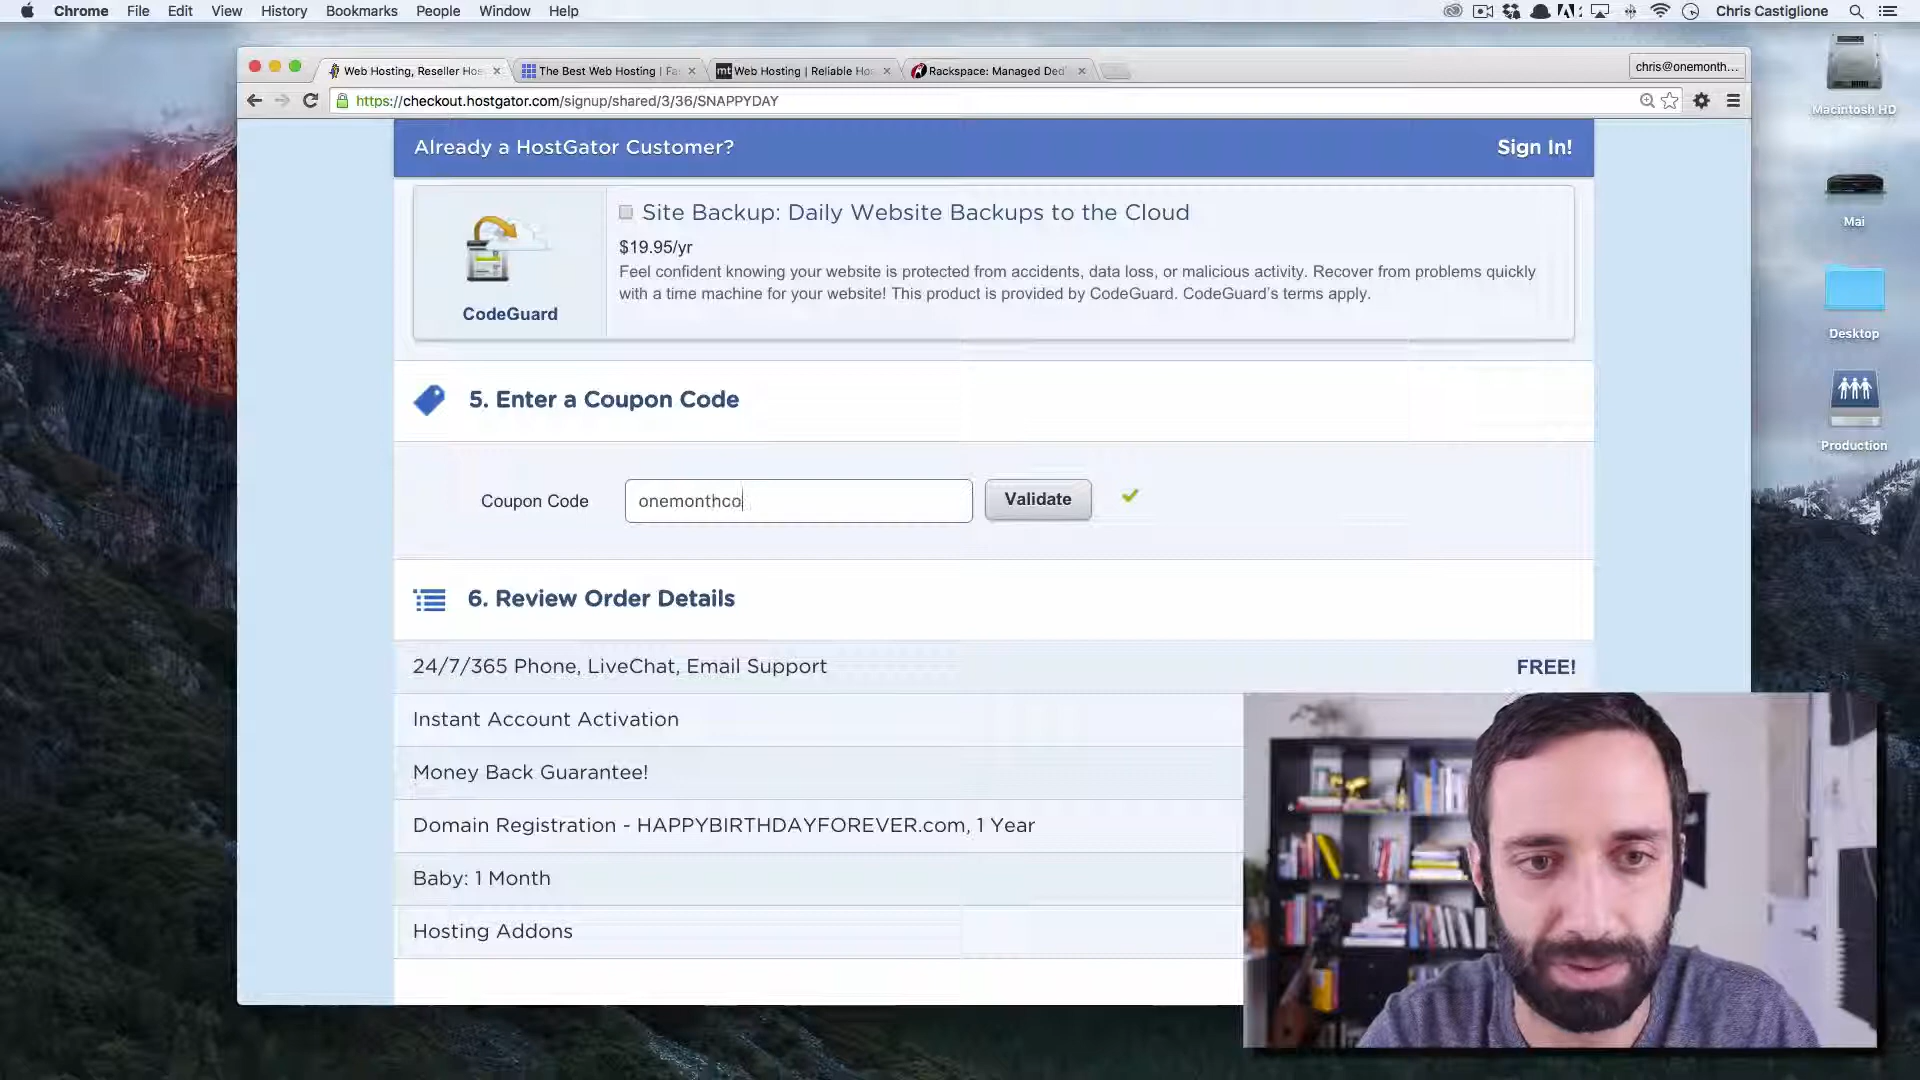 Chrome File Edit View History Bookmarks People Window Help
Chris Castiglione
Web Hosting, Reseller Hos
The Best Web Hosting | Fa
mt Web Hosting | Reliable Ho
Rackspace: Managed Ded
chris@onemonth...
https://checkout.hostgator.com/signup/shared/3/36/SNAPPYDAY
Macintosh HD
Mai
Desktop
Production
Already a HostGator Customer?
Sign In!
CodeGuard
Site Backup: Daily Website Backups to the Cloud
$19.95/yr
Feel confident knowing your website is protected from accidents, data loss, or malicious activity. Recover from problems quickly
with a time machine for your website! This product is provided by CodeGuard. CodeGuard's terms apply.
5. Enter a Coupon Code
Coupon Code
onemonthco
Validate
6. Review Order Details
24/7/365 Phone, LiveChat, Email Support
FREE!
Instant Account Activation
Money Back Guarantee!
Domain Registration - HAPPYBIRTHDAYFOREVER.com, 1 Year
Baby: 1 Month
Hosting Addons